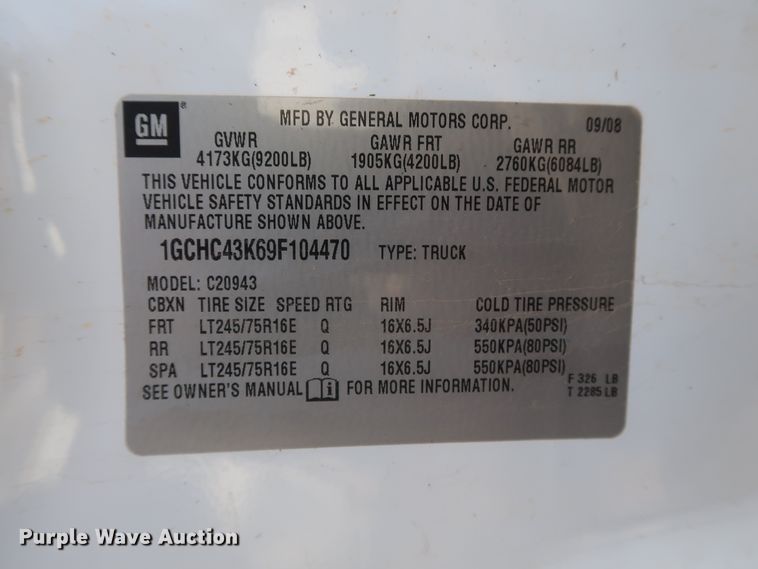 GM ® MFD BY GENERAL MOTORS CORP. 09/08
GVWR GAWR FRT GAWR RR
4173KG(9200LB) 1905KG(4200LB) 2760KG(6084LB)
THIS VEHICLE CONFORMS TO ALL APPLICABLE U.S. FEDERAL MOTOR
VEHICLE SAFETY STANDARDS IN EFFECT ON THE DATE OF
MANUFACTURE SHOWN ABOVE.
1GCHC43K69F104470 TYPE: TRUCK
MODEL: C20943
CBXN TIRE SIZE SPEED RTG RIM COLD TIRE PRESSURE
FRT LT245/75R16E Q 16X6.5J 340KPA(50PSI)
RR LT245/75R16E Q 16X6.5J 550KPA(80PSI)
SPA LT245/75R16E Q 16X6.5J 550KPA(80PSI)
SEE OWNER'S MANUAL i FOR MORE INFORMATION.
F 326 LB
T 2285 LB
Purple Wave Auction